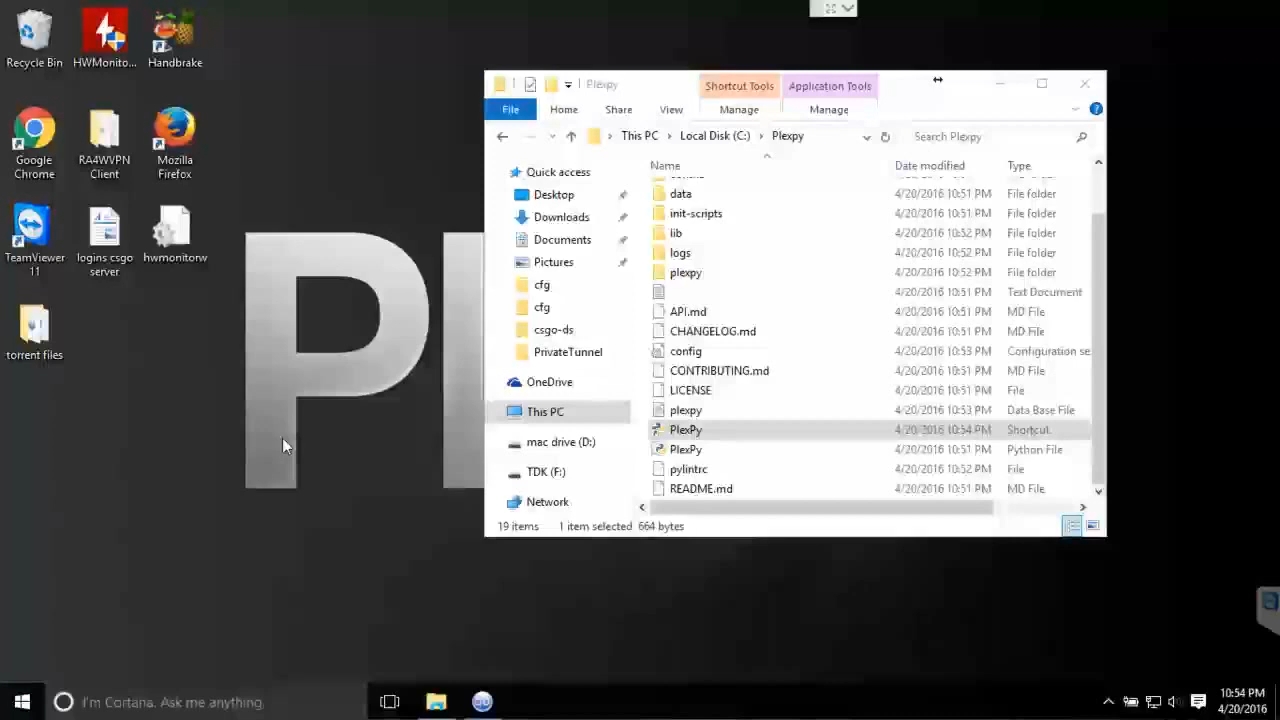 Recycle Bin
HWMonito...
Handbrake
Google Chrome
RA4WVPN Client
Mozilla Firefox
TeamViewer 11
logins csgo server
hwmonitorw
torrent files
Plexpy
Shortcut Tools
Application Tools
File
Home
Share
View
Manage
Manage
This PC
Local Disk (C:)
Plexpy
Search Plexpy
Name
Date modified
Type
Quick access
Desktop
Downloads
Documents
Pictures
cfg
cfg
csgo-ds
PrivateTunnel
OneDrive
This PC
mac drive (D:)
TDK (F:)
Network
data 4/20/2016 10:51 PM File folder
init-scripts 4/20/2016 10:51 PM File folder
lib 4/20/2016 10:52 PM File folder
logs 4/20/2016 10:52 PM File folder
plexpy 4/20/2016 10:52 PM File folder
4/20/2016 10:51 PM Text Document
API.md 4/20/2016 10:51 PM MD File
CHANGELOG.md 4/20/2016 10:51 PM MD File
config 4/20/2016 10:53 PM Configuration se
CONTRIBUTING.md 4/20/2016 10:51 PM MD File
LICENSE 4/20/2016 10:51 PM File
plexpy 4/20/2016 10:53 PM Data Base File
PlexPy 4/20/2016 10:54 PM Shortcut
PlexPy 4/20/2016 10:51 PM Python File
pylintrc 4/20/2016 10:52 PM File
README.md 4/20/2016 10:51 PM MD File
19 items
1 item selected 664 bytes
P
I'm Cortana. Ask me anything.
10:54 PM
4/20/2016